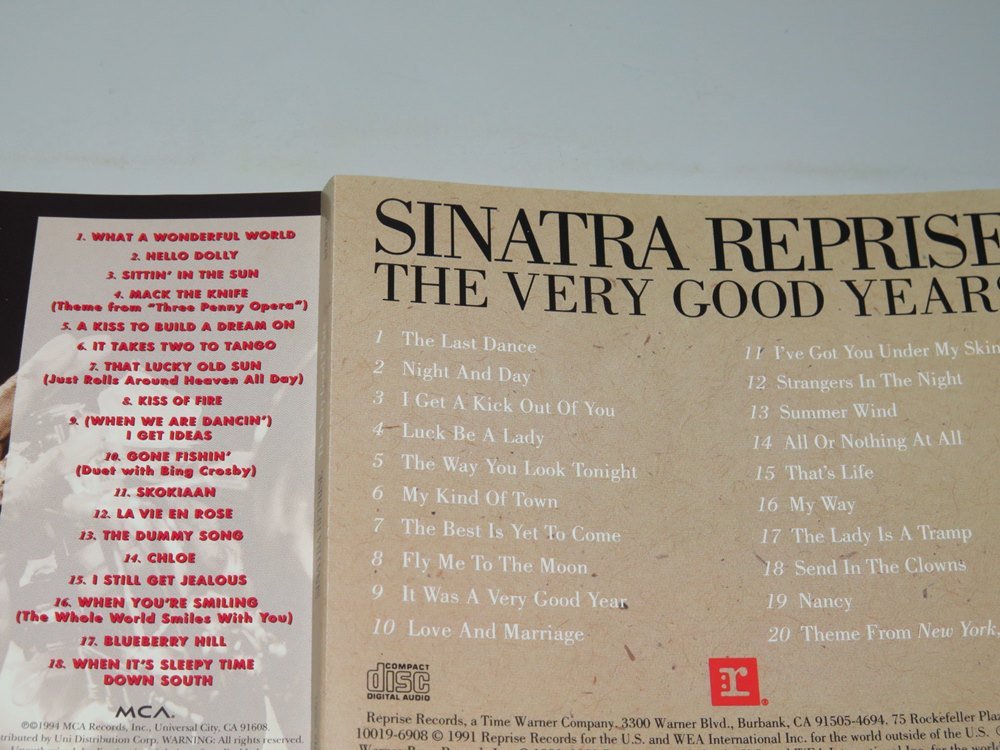 1. WHAT A WONDERFUL WORLD
2. HELLO DOLLY
3. SITTIN' IN THE SUN
4. MACK THE KNIFE
(Theme from "Three Penny Opera")
5. A KISS TO BUILD A DREAM ON
6. IT TAKES TWO TO TANGO
7. THAT LUCKY OLD SUN
(Just Rolls Around Heaven All Day)
8. KISS OF FIRE
9. (WHEN WE ARE DANCIN')
I GET IDEAS
10. GONE FISHIN'
(Duet with Bing Crosby)
11. SKOKIAAN
12. LA VIE EN ROSE
13. THE DUMMY SONG
14. CHLOE
15. I STILL GET JEALOUS
16. WHEN YOU'RE SMILING
(The Whole World Smiles With You)
17. BLUEBERRY HILL
18. WHEN IT'S SLEEPY TIME
DOWN SOUTH
MCA.
℗©1994 MCA Records, Inc., Universal City, CA 91608.
tributed by Uni Distribution Corp. WARNING: All rights reserved.
SINATRA REPRISE
THE VERY GOOD YEARS
1 The Last Dance
2 Night And Day
3 I Get A Kick Out Of You
4 Luck Be A Lady
5 The Way You Look Tonight
6 My Kind Of Town
7 The Best Is Yet To Come
8 Fly Me To The Moon
9 It Was A Very Good Year
10 Love And Marriage
11 I've Got You Under My Skin
12 Strangers In The Night
13 Summer Wind
14 All Or Nothing At All
15 That's Life
16 My Way
17 The Lady Is A Tramp
18 Send In The Clowns
19 Nancy
20 Theme From New York,
COMPACT
disc
DIGITAL AUDIO
r
®
Reprise Records, a Time Warner Company, 3300 Warner Blvd., Burbank, CA 91505-4694. 75 Rockefeller Plaz
10019-6908 © 1991 Reprise Records for the U.S. and WEA International Inc. for the world outside of the U.S.